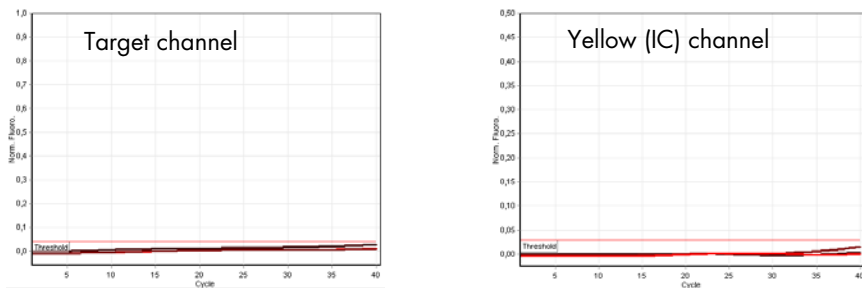 Target channel
1,0
0,9
0,8
0,7
0,6
0,5
0,4
0,3
0,2
0,1
0,0
Norm. Fluoro.
Threshold
5 10 15 20 25 30 35 40
Cycle
Yellow (IC) channel
0,50
0,45
0,40
0,35
0,30
0,25
0,20
0,15
0,10
0,05
0,00
Norm. Fluoro.
Threshold
5 10 15 20 25 30 35 40
Cycle